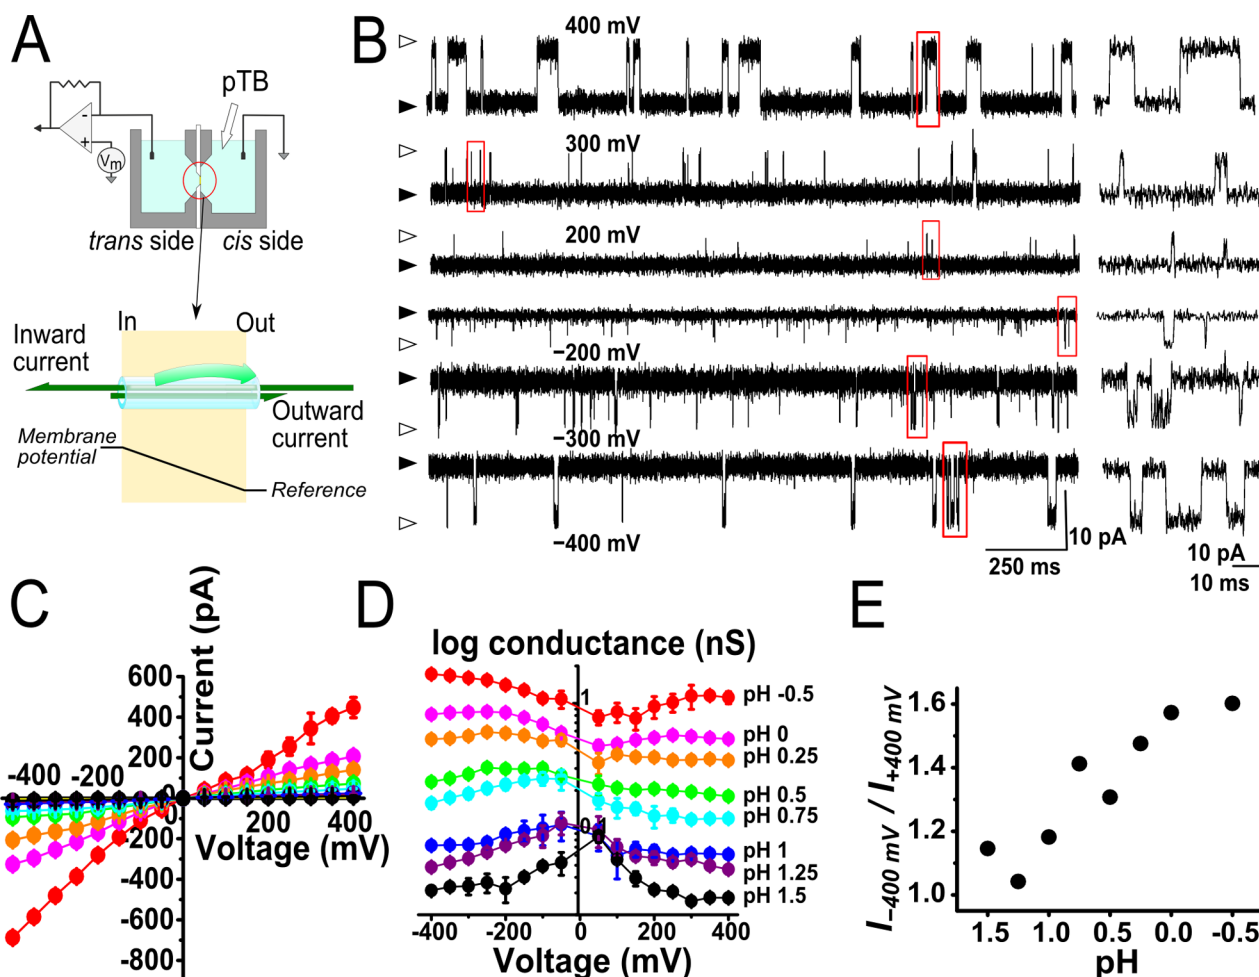 A
pTB
-
+
Vm
trans side
cis side
In
Out
Inward
current
Outward
current
Membrane
potential
Reference
B
400 mV
300 mV
200 mV
−200 mV
−300 mV
−400 mV
10 pA
250 ms
10 pA
10 ms
C
Current (pA)
600
400
200
0
-200
-400
-600
-800
-400
-200
200
400
Voltage (mV)
D
log conductance (nS)
1
0.1
pH -0.5
pH 0
pH 0.25
pH 0.5
pH 0.75
pH 1
pH 1.25
pH 1.5
-400
-200
0
200
400
Voltage (mV)
E
I−400 mV / I+400 mV
1.6
1.4
1.2
1.0
1.5
1.0
0.5
0.0
-0.5
pH